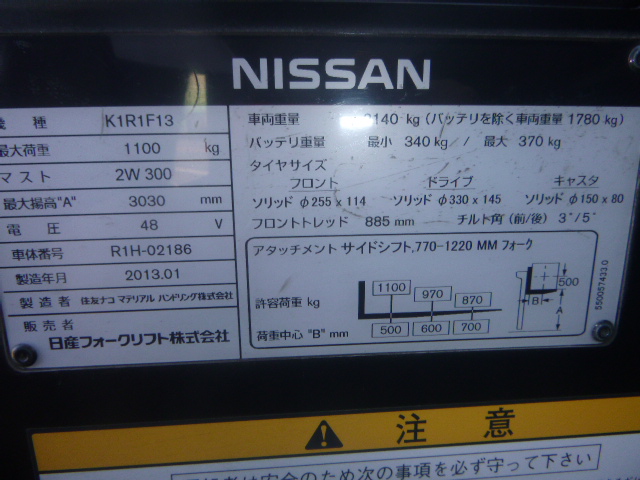 NISSAN
機種 K1R1F13
最大荷重 1100 kg
マスト 2W 300
最大揚高"A" 3030 mm
電圧 48 V
車体番号 R1H-02186
製造年月 2013.01
製造者 住友ナコ マテリアル ハンドリング株式会社
販売者 日産フォークリフト株式会社
車両重量 2140 kg (バッテリを除く車両重量 1780 kg)
バッテリ重量 最小 340 kg / 最大 370 kg
タイヤサイズ
フロント ドライブ キャスタ
ソリッド φ255 x 114 ソリッド φ330 x 145 ソリッド φ150 x 80
フロントトレッド 885 mm チルト角 (前/後) 3°/5°
アタッチメント サイドシフト,770-1220 MM フォーク
1100 970 870
許容荷重 kg
500 600 700
荷重中心 "B" mm
500
B
A
550057433.0
注意
安全のため次の事項を必ず守って下さい